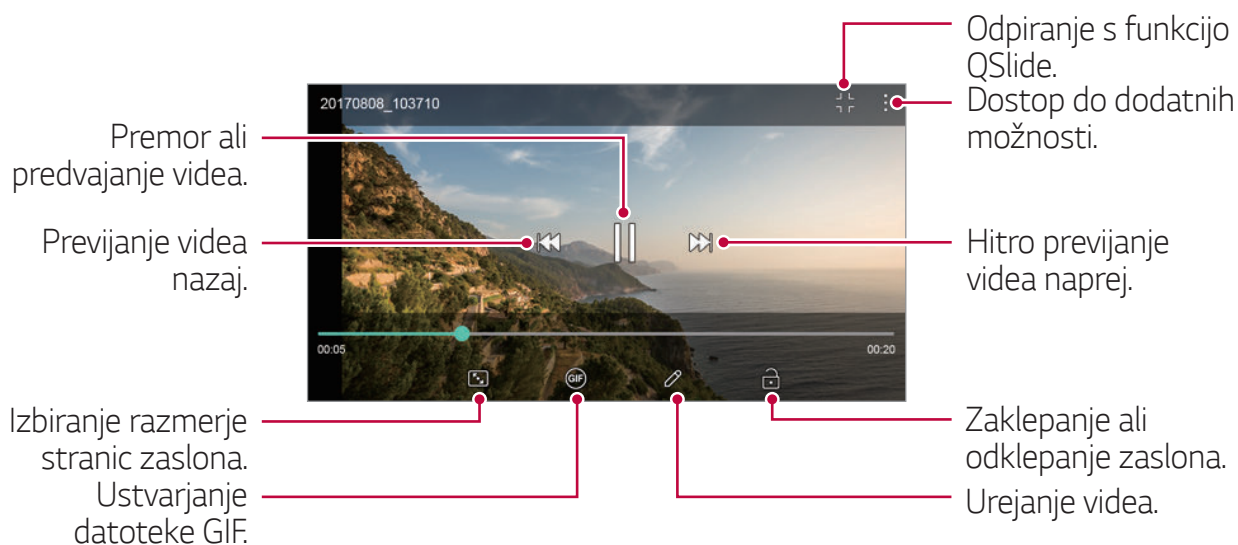 Odpiranje s funkcijo
QSlide.
Dostop do dodatnih
možnosti.
20170808_103710
Premor ali
predvajanje videa.
Previjanje videa
nazaj.
Hitro previjanje
videa naprej.
00:05
00:20
GIF
Izbiranje razmerje
stranic zaslona.
Ustvarjanje
datoteke GIF.
Zaklepanje ali
odklepanje zaslona.
Urejanje videa.